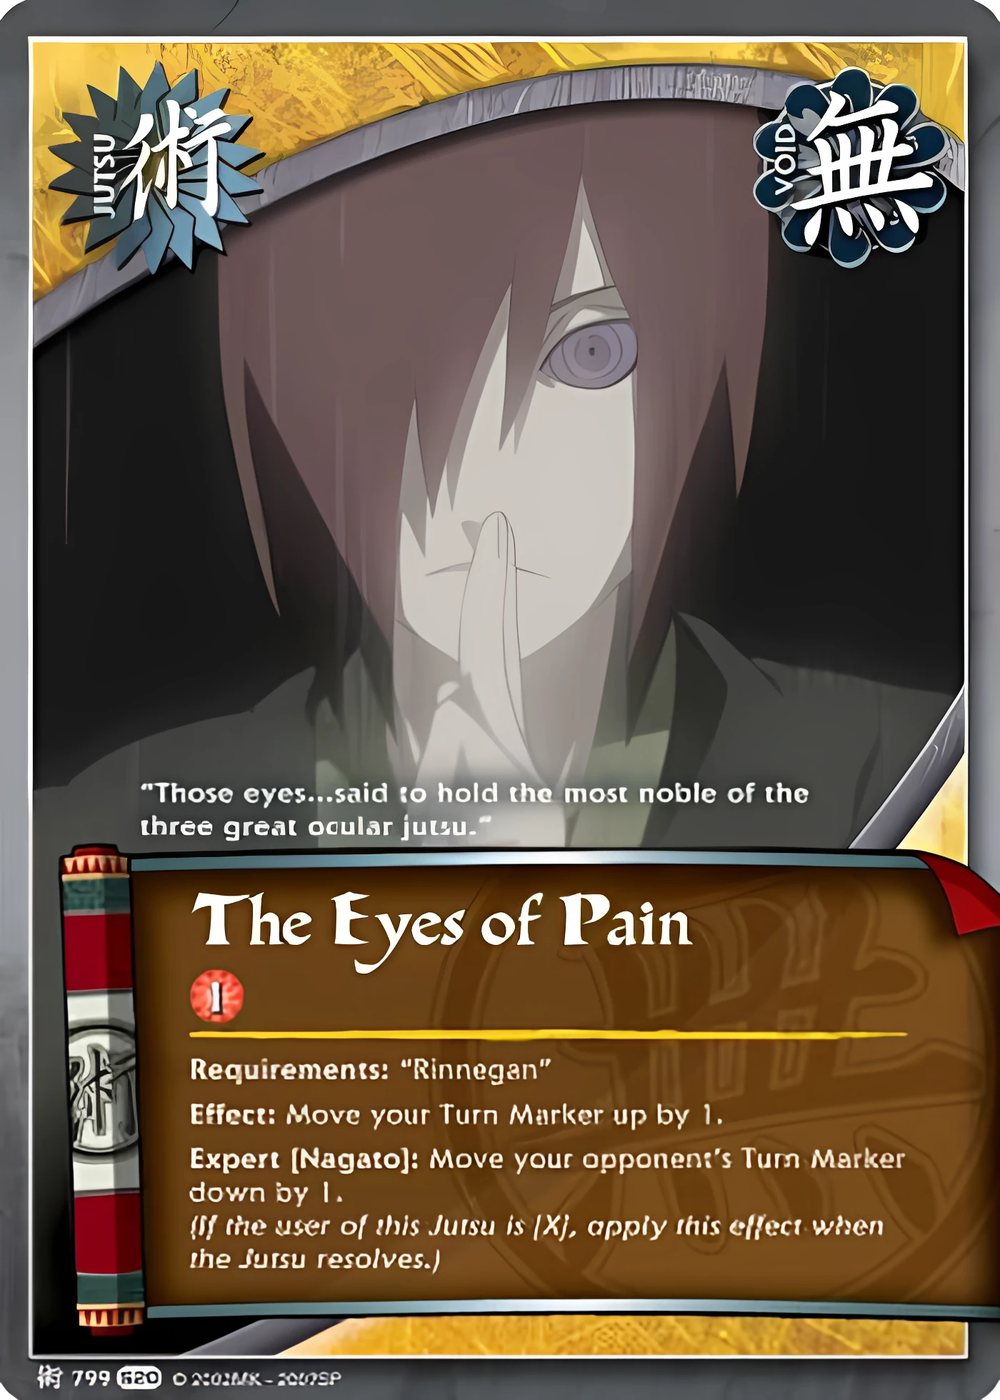 JUTSU 術
VOID 無
"Those eyes...said to hold the most noble of the
three great ocular jutsu."
The Eyes of Pain
1
Requirements: "Rinnegan"
Effect: Move your Turn Marker up by 1.
Expert [Nagato]: Move your opponent's Turn Marker
down by 1.
(If the user of this Jutsu is [X], apply this effect when
the Jutsu resolves.)
術 799